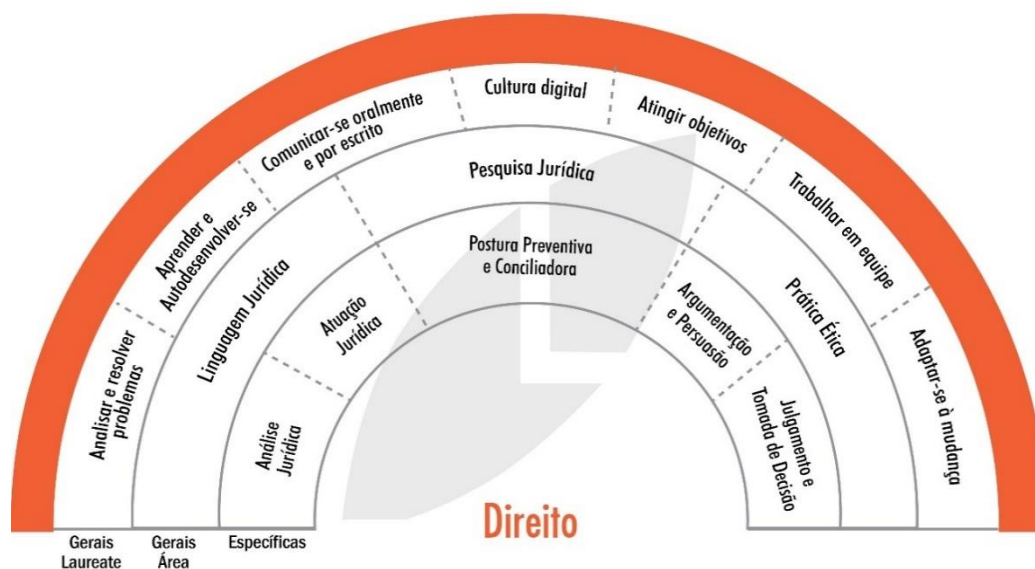 Analisar e resolver
problemas
Aprender e
Autodesenvolver-se
Comunicar-se oralmente
e por escrito
Cultura digital
Atingir objetivos
Trabalhar em equipe
Adaptar-se à mudança
Linguagem Jurídica
Pesquisa Jurídica
Prática Ética
Análise
Jurídica
Atuação
Jurídica
Postura Preventiva
e Conciliadora
Argumentação
e Persuasão
Julgamento e
Tomada de Decisão
Direito
Gerais
Laureate
Gerais
Área
Específicas